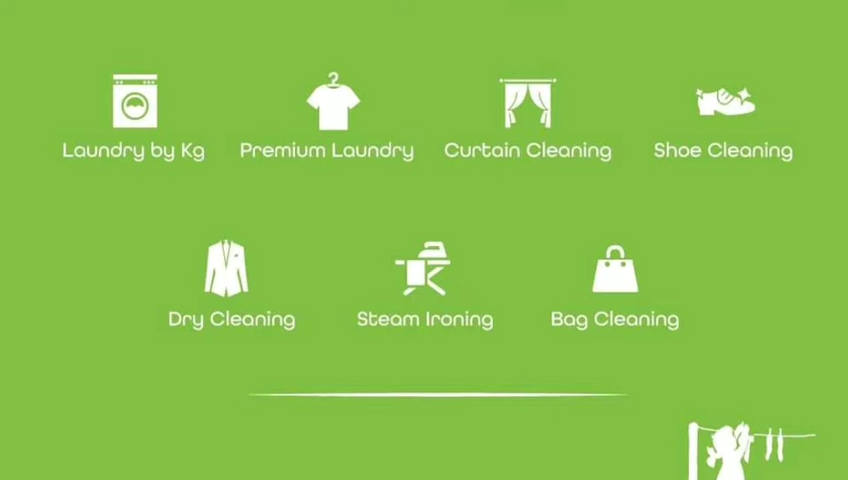 Laundry by Kg
Premium Laundry
Curtain Cleaning
Shoe Cleaning
Dry Cleaning
Steam Ironing
Bag Cleaning